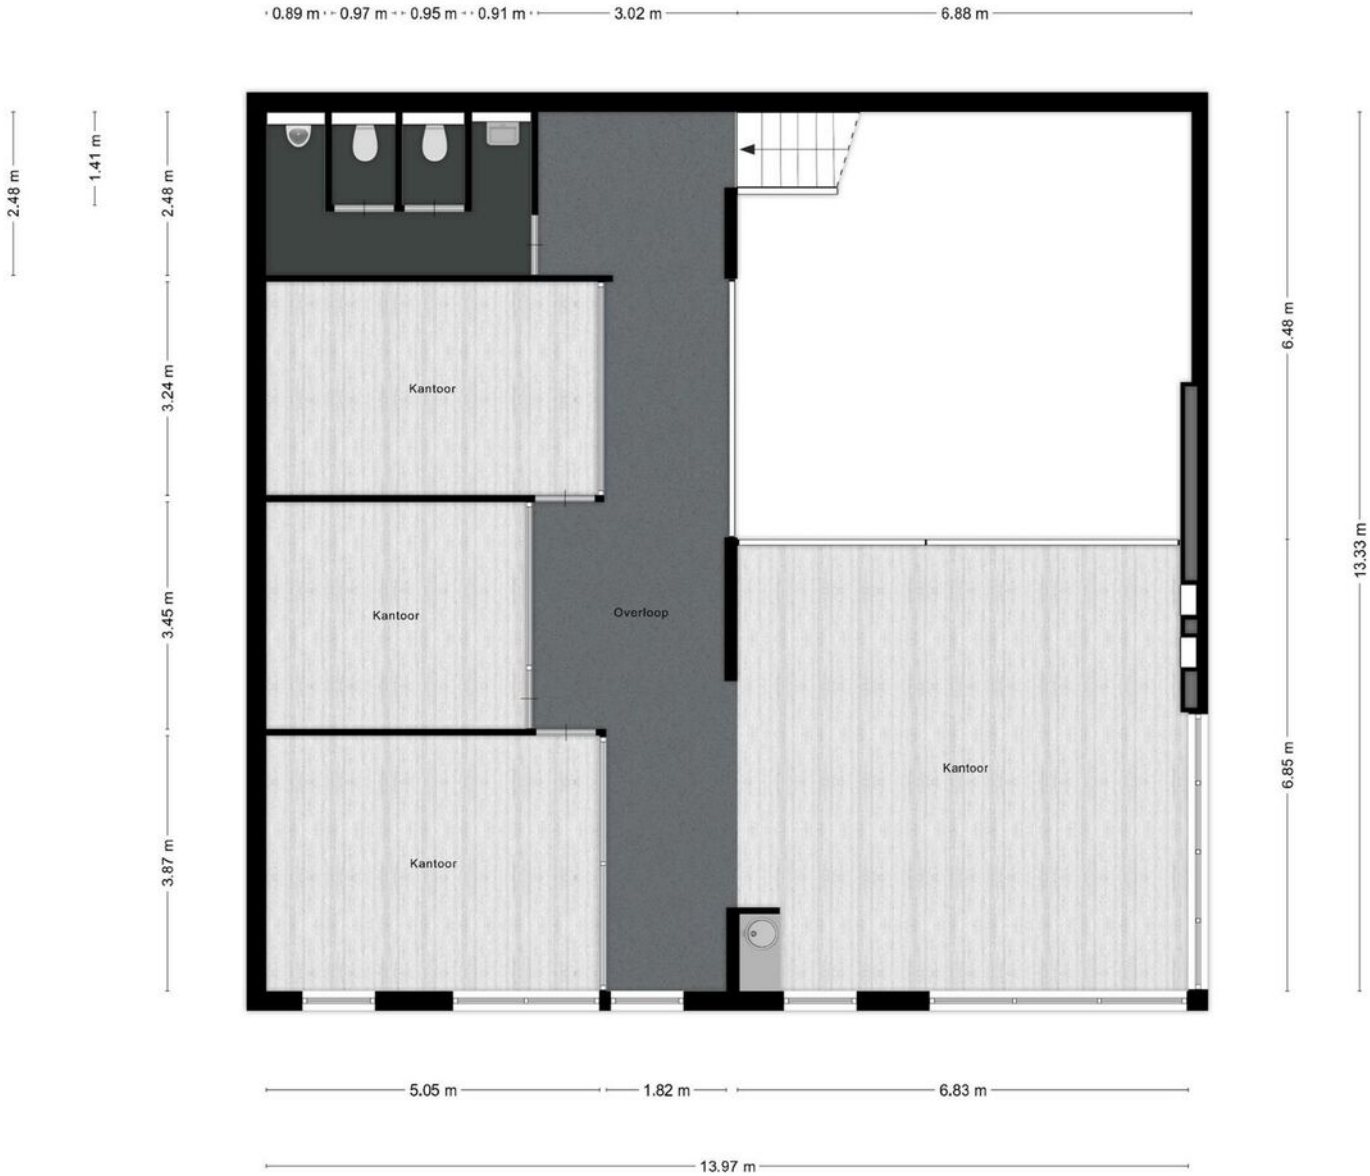 0.89 m 0.97 m 0.95 m 0.91 m 3.02 m 6.88 m
2.48 m
1.41 m
2.48 m
3.24 m
3.45 m
3.87 m
Kantoor
Kantoor
Overloop
Kantoor
Kantoor
6.48 m
6.85 m
13.33 m
5.05 m 1.82 m 6.83 m
13.97 m